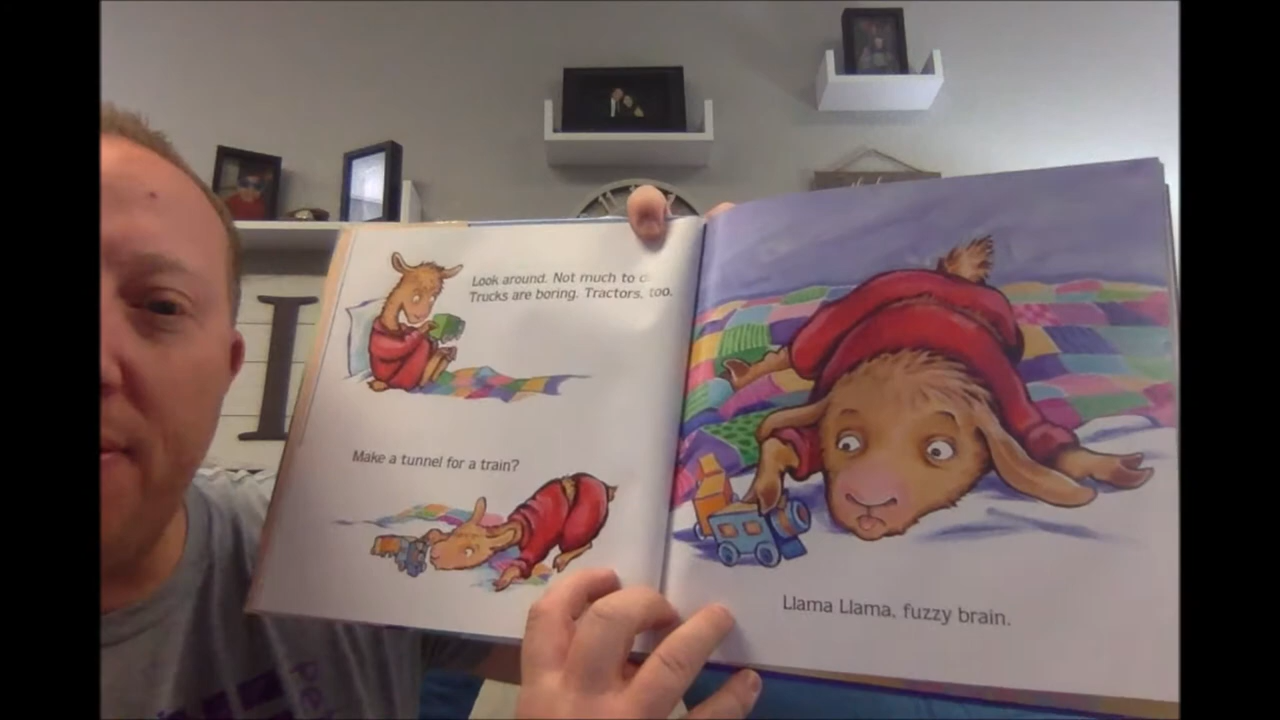 Look around. Not much to
Trucks are boring. Tractors, too.
Make a tunnel for a train?
Llama Llama, fuzzy brain.
I